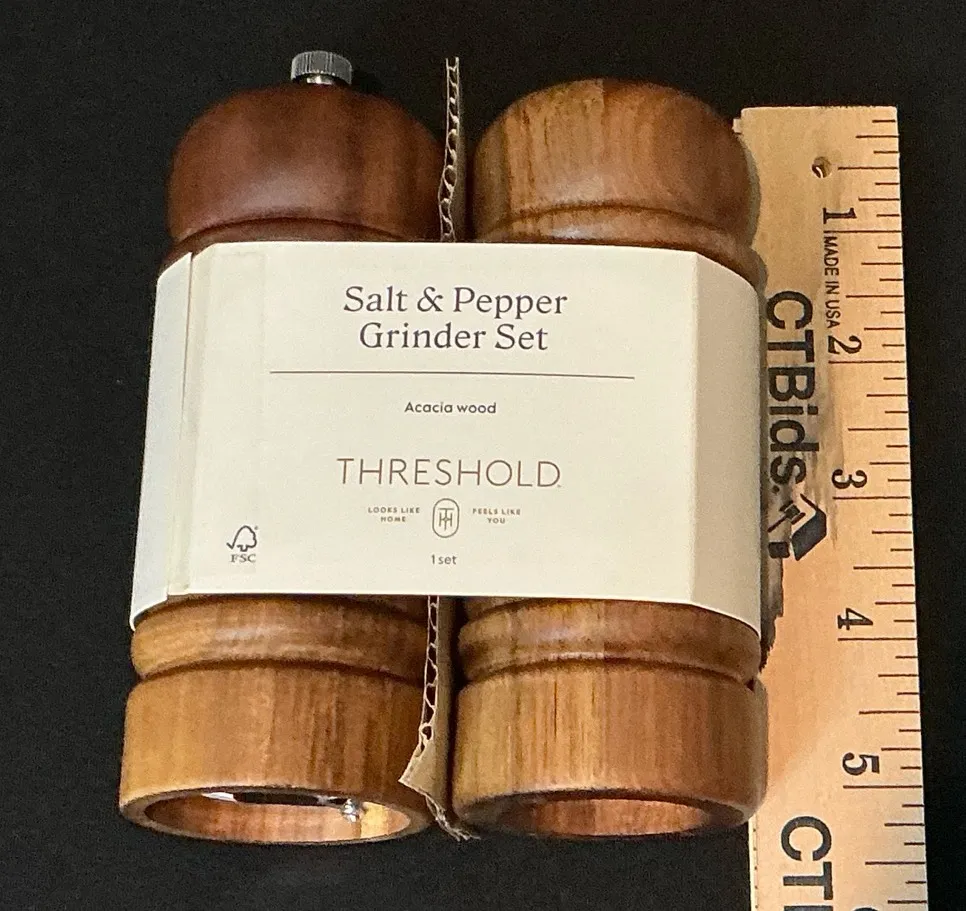 Salt & Pepper
Grinder Set
Acacia wood
THRESHOLD
LOOKS LIKE
HOME
FEELS LIKE
YOU
FSC
1 set
1
MADE IN USA
2
CTBids.
3
4
5
CT